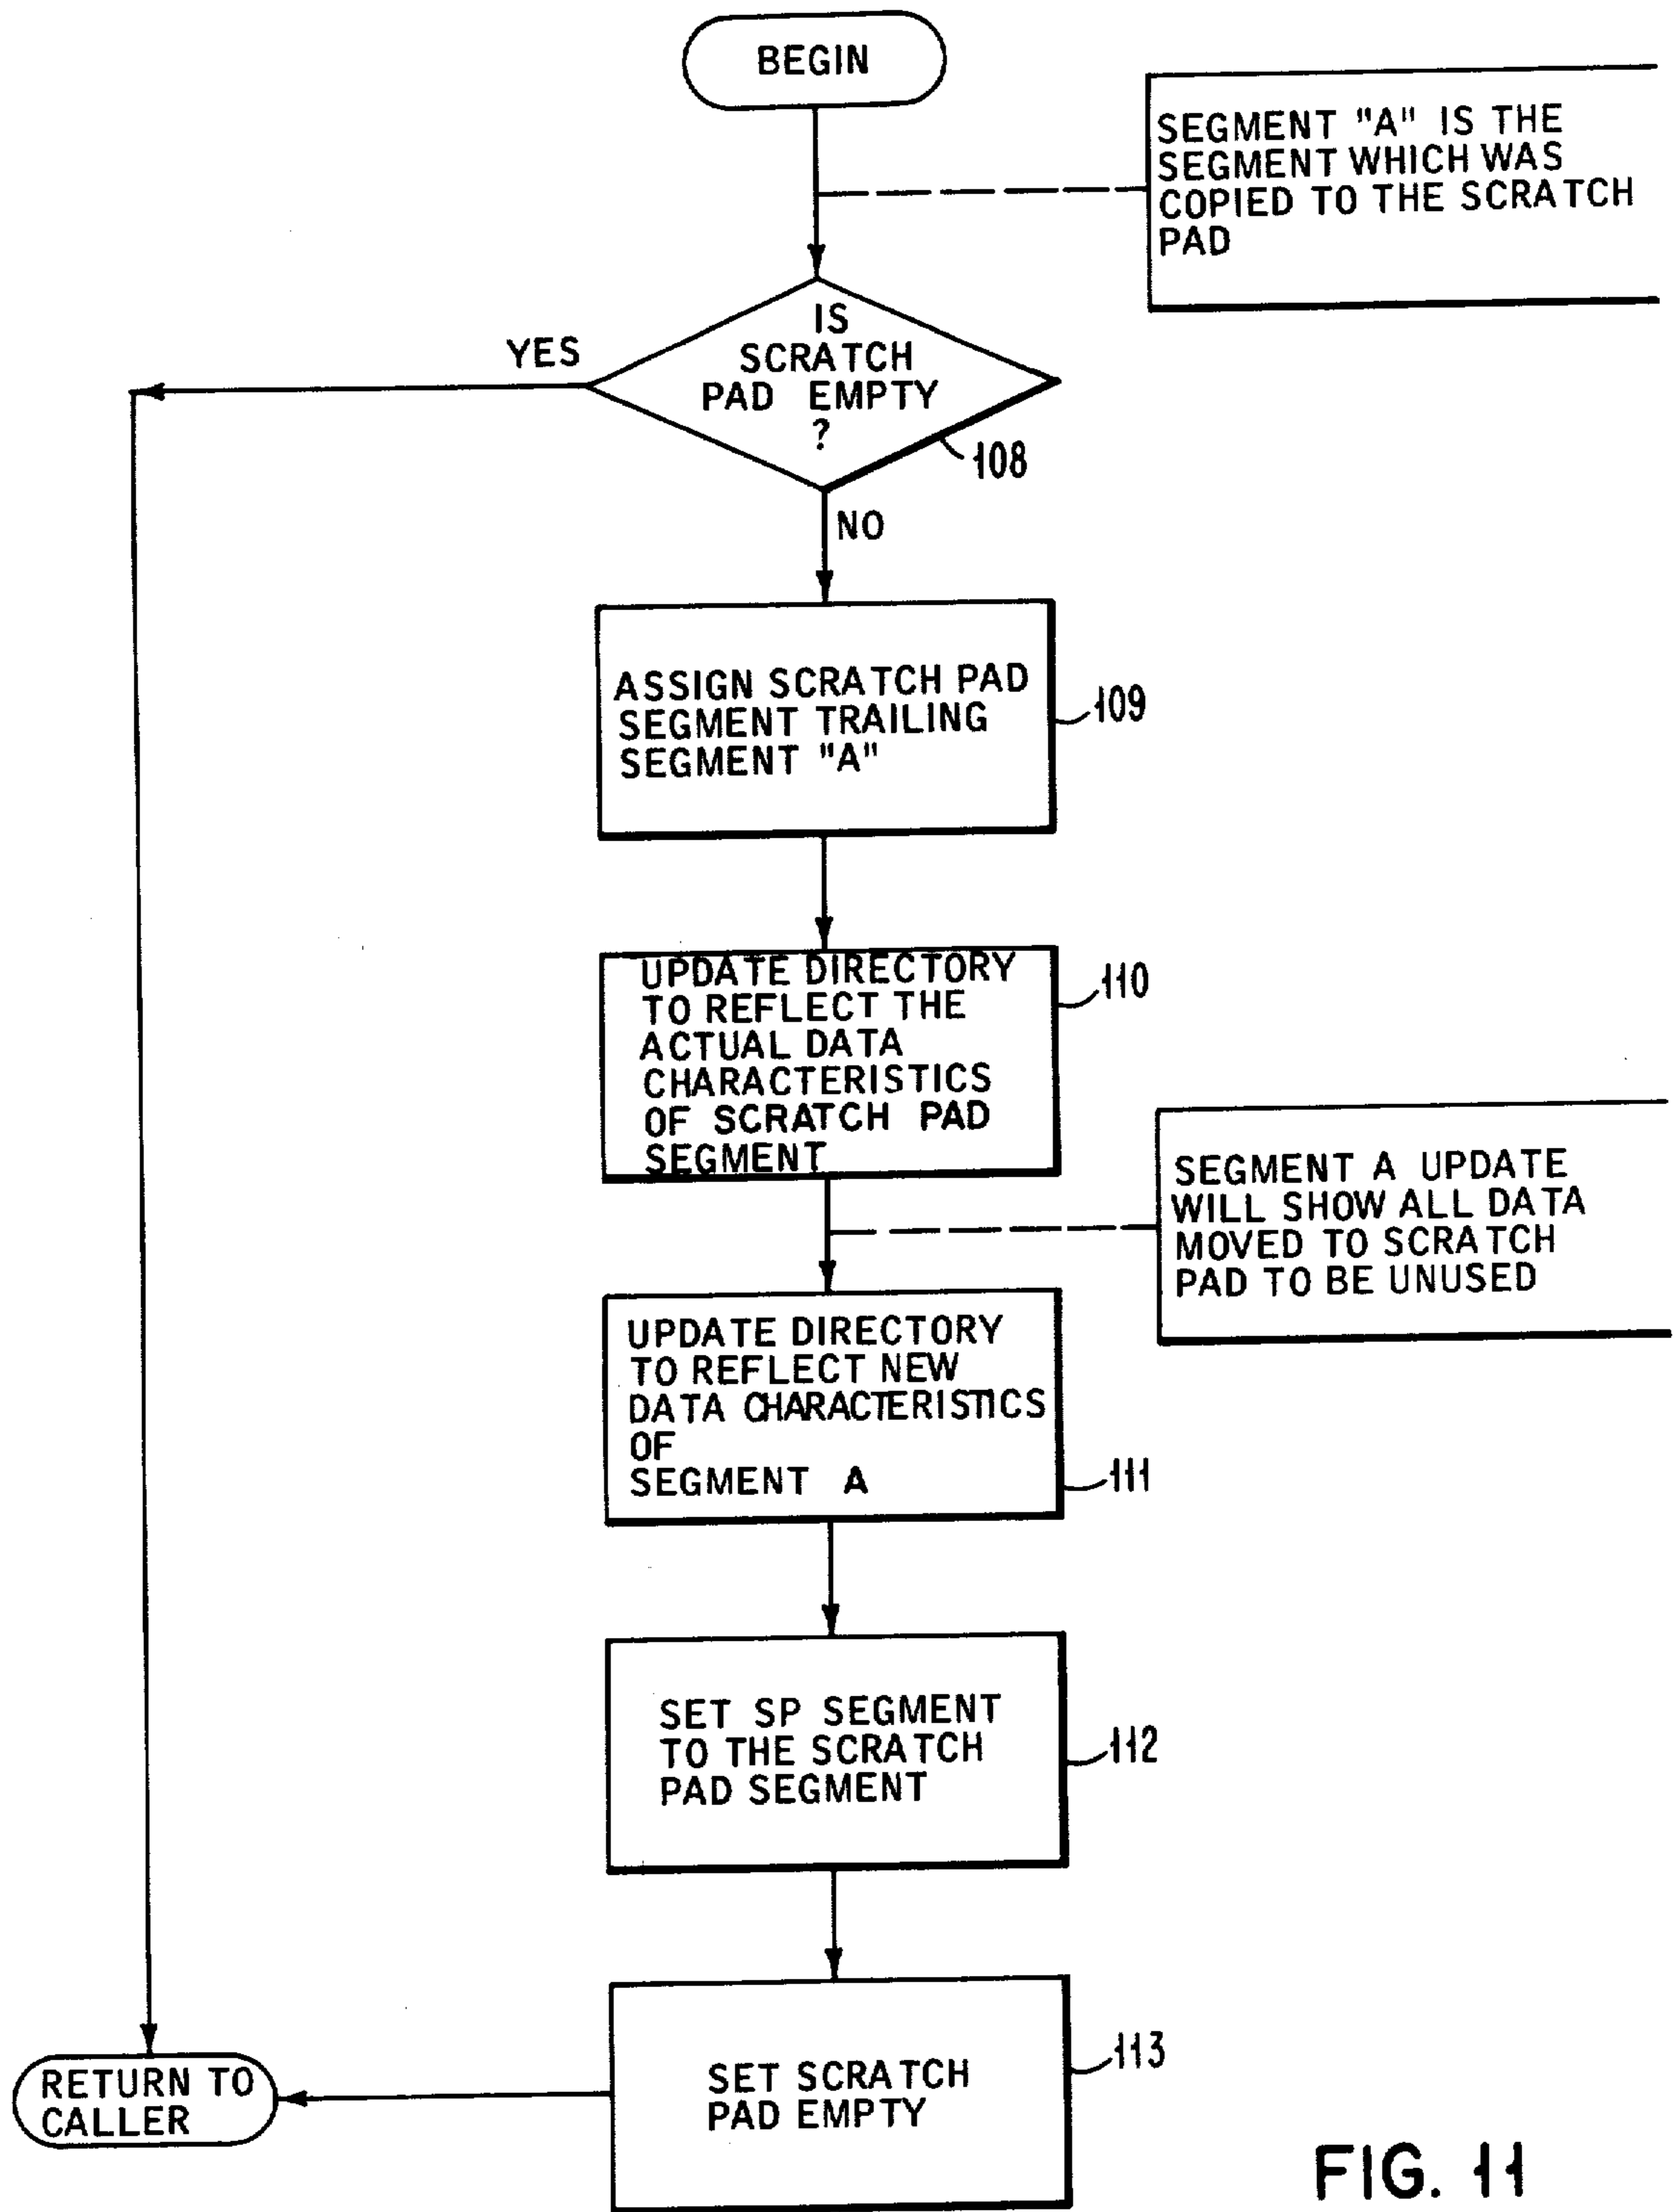 BEGIN
SEGMENT "A" IS THE
SEGMENT WHICH WAS
COPIED TO THE SCRATCH
PAD
IS
SCRATCH
PAD EMPTY
?
YES
108
NO
ASSIGN SCRATCH PAD
SEGMENT TRAILING
SEGMENT "A"
109
UPDATE DIRECTORY
TO REFLECT THE
ACTUAL DATA
CHARACTERISTICS
OF SCRATCH PAD
SEGMENT
110
SEGMENT A UPDATE
WILL SHOW ALL DATA
MOVED TO SCRATCH
PAD TO BE UNUSED
UPDATE DIRECTORY
TO REFLECT NEW
DATA CHARACTERISTICS
OF
SEGMENT A
111
SET SP SEGMENT
TO THE SCRATCH
PAD SEGMENT
112
SET SCRATCH
PAD EMPTY
113
RETURN TO
CALLER
FIG. 11